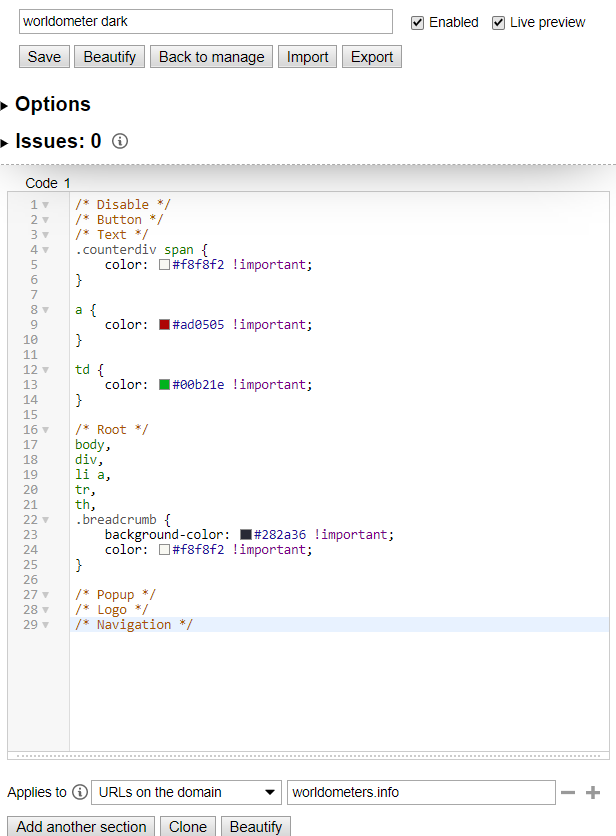 worldometer dark
Enabled
Live preview
Save
Beautify
Back to manage
Import
Export
Options
Issues: 0
Code 1
1 /* Disable */
2 /* Button */
3 /* Text */
4 .counterdiv span {
5 color: #f8f8f2 !important;
6 }
7
8 a {
9 color: #ad0505 !important;
10 }
11
12 td {
13 color: #00b21e !important;
14 }
15
16 /* Root */
17 body,
18 div,
19 li a,
20 tr,
21 th,
22 .breadcrumb {
23 background-color: #282a36 !important;
24 color: #f8f8f2 !important;
25 }
26
27 /* Popup */
28 /* Logo */
29 /* Navigation */
Applies to
URLs on the domain
worldometers.info
Add another section
Clone
Beautify